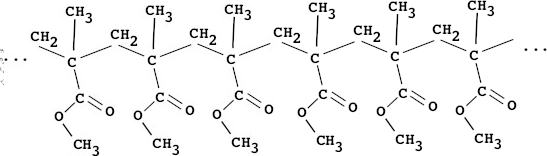 CH3 CH3 CH3 CH3 CH3 CH3
CH2 CH2 CH2 CH2 CH2 CH2
... C C C C C C ...
C C C C C C
O O O O O O O O O O O O
CH3 CH3 CH3 CH3 CH3 CH3